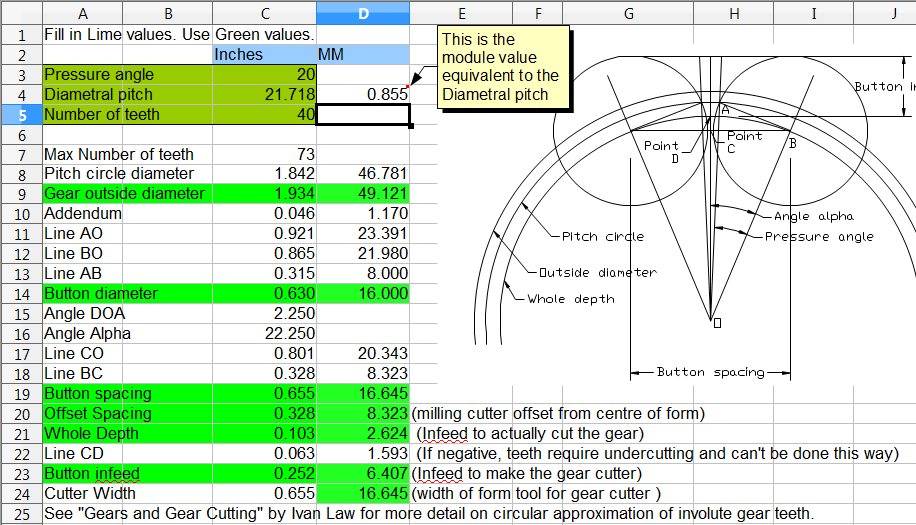 A B C D E F G H I J
1 Fill in Lime values. Use Green values.
2 Inches MM
3 Pressure angle 20
4 Diametral pitch 21.718 0.855
5 Number of teeth 40
6
7 Max Number of teeth 73
8 Pitch circle diameter 1.842 46.781
9 Gear outside diameter 1.934 49.121
10 Addendum 0.046 1.170
11 Line AO 0.921 23.391
12 Line BO 0.865 21.980
13 Line AB 0.315 8.000
14 Button diameter 0.630 16.000
15 Angle DOA 2.250
16 Angle Alpha 22.250
17 Line CO 0.801 20.343
18 Line BC 0.328 8.323
19 Button spacing 0.655 16.645
20 Offset Spacing 0.328 8.323 (milling cutter offset from centre of form)
21 Whole Depth 0.103 2.624 (Infeed to actually cut the gear)
22 Line CD 0.063 1.593 (If negative, teeth require undercutting and can't be done this way)
23 Button infeed 0.252 6.407 (Infeed to make the gear cutter)
24 Cutter Width 0.655 16.645 (width of form tool for gear cutter )
25 See "Gears and Gear Cutting" by Ivan Law for more detail on circular approximation of involute gear teeth.
This is the
module value
equivalent to the
Diametral pitch
Button
A
Point
D
Point
C
B
Angle alpha
Pitch circle
Pressure angle
Outside diameter
Whole depth
O
Button spacing